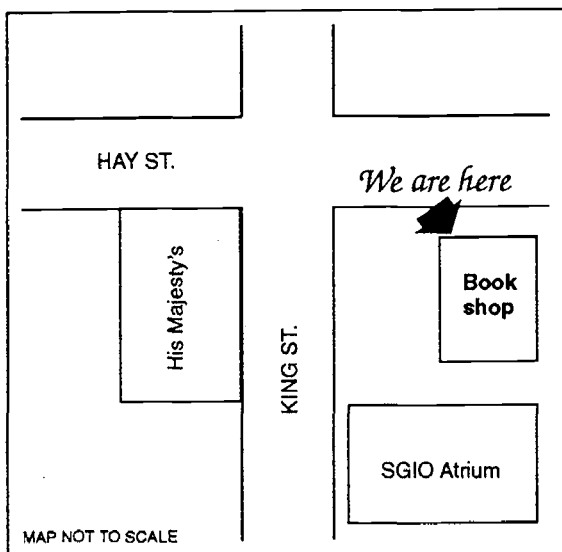 HAY ST.
We are here
His Majesty's
KING ST.
Book
shop
SGIO Atrium
MAP NOT TO SCALE